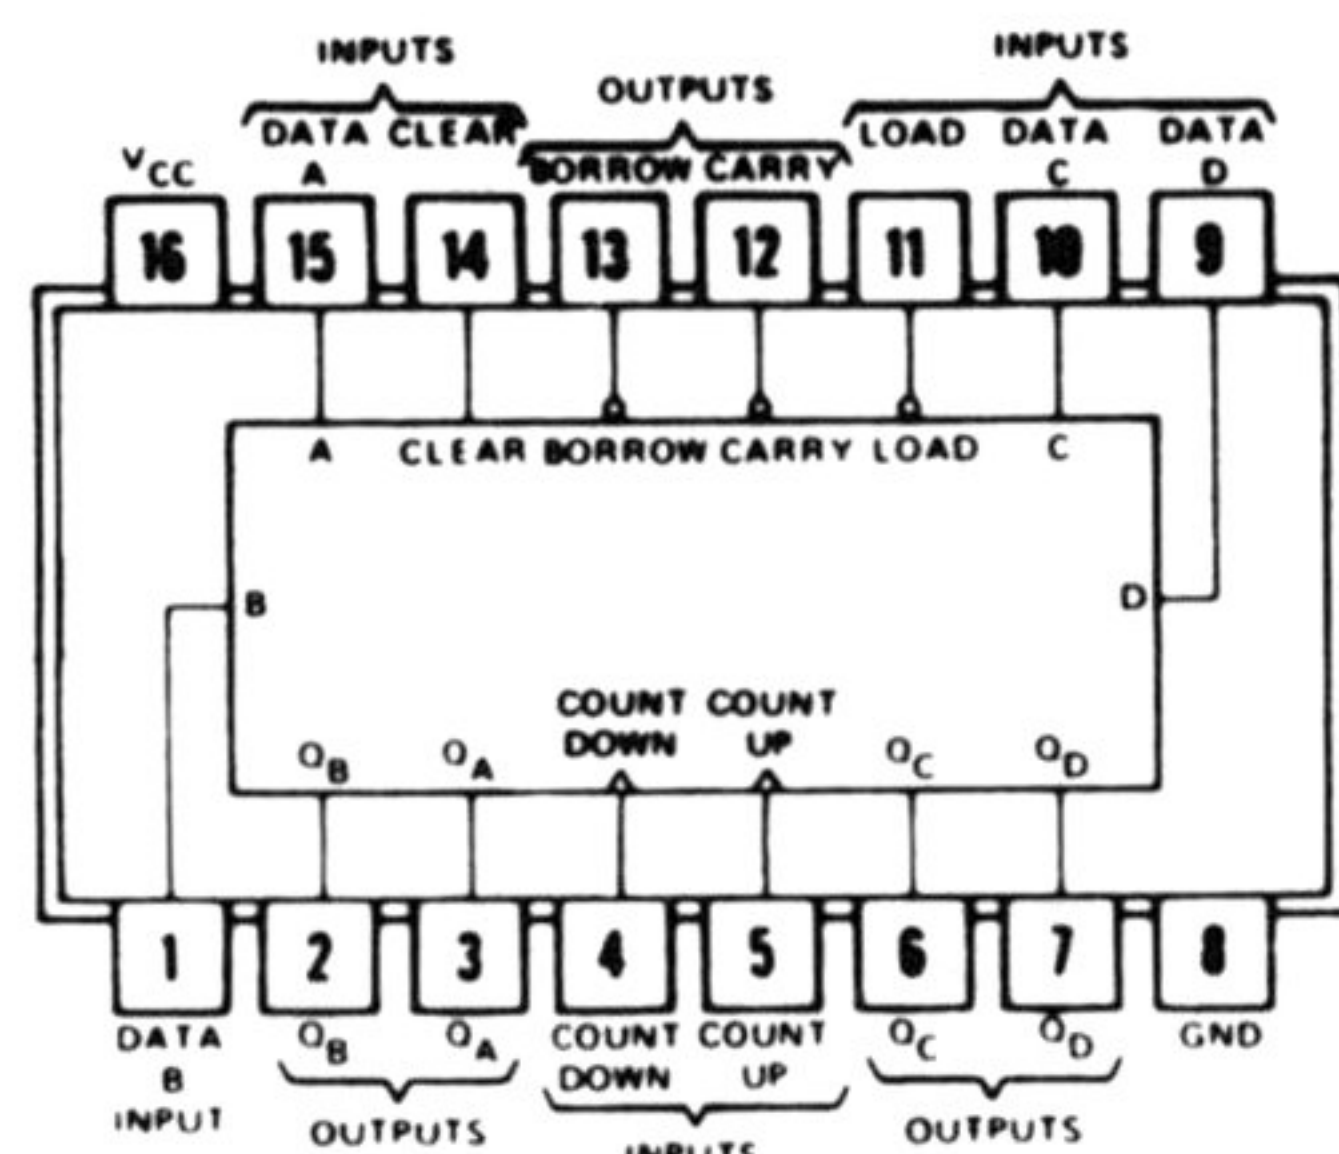 INPUTS
INPUTS
OUTPUTS
DATA CLEAR
LOAD DATA DATA
VCC
A
BORROW CARRY
C
D
16 15 14 13 12 11 10 9
A CLEAR BORROW CARRY LOAD C
B
D
COUNT COUNT
DOWN UP
QB QA
QC QD
1 2 3 4 5 6 7 8
DATA QB QA COUNT COUNT QC QD GND
B DOWN UP
INPUT
OUTPUTS
OUTPUTS
INPUTS